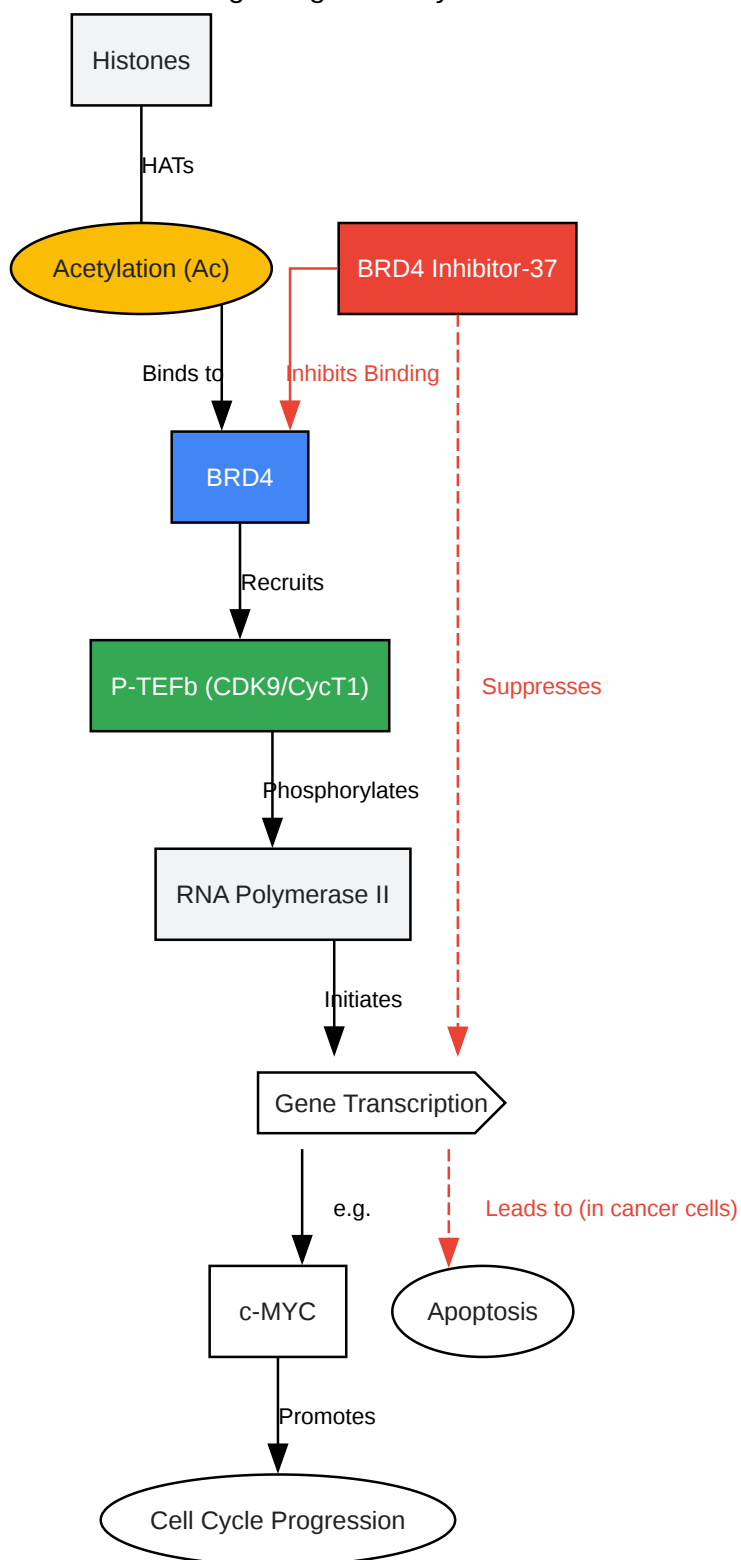 Histones
HATs
Acetylation (Ac)
BRD4 Inhibitor-37
Binds to
Inhibits Binding
BRD4
Recruits
P-TEFb (CDK9/CycT1)
Suppresses
Phosphorylates
RNA Polymerase II
Initiates
Gene Transcription
e.g.
Leads to (in cancer cells)
c-MYC
Apoptosis
Promotes
Cell Cycle Progression